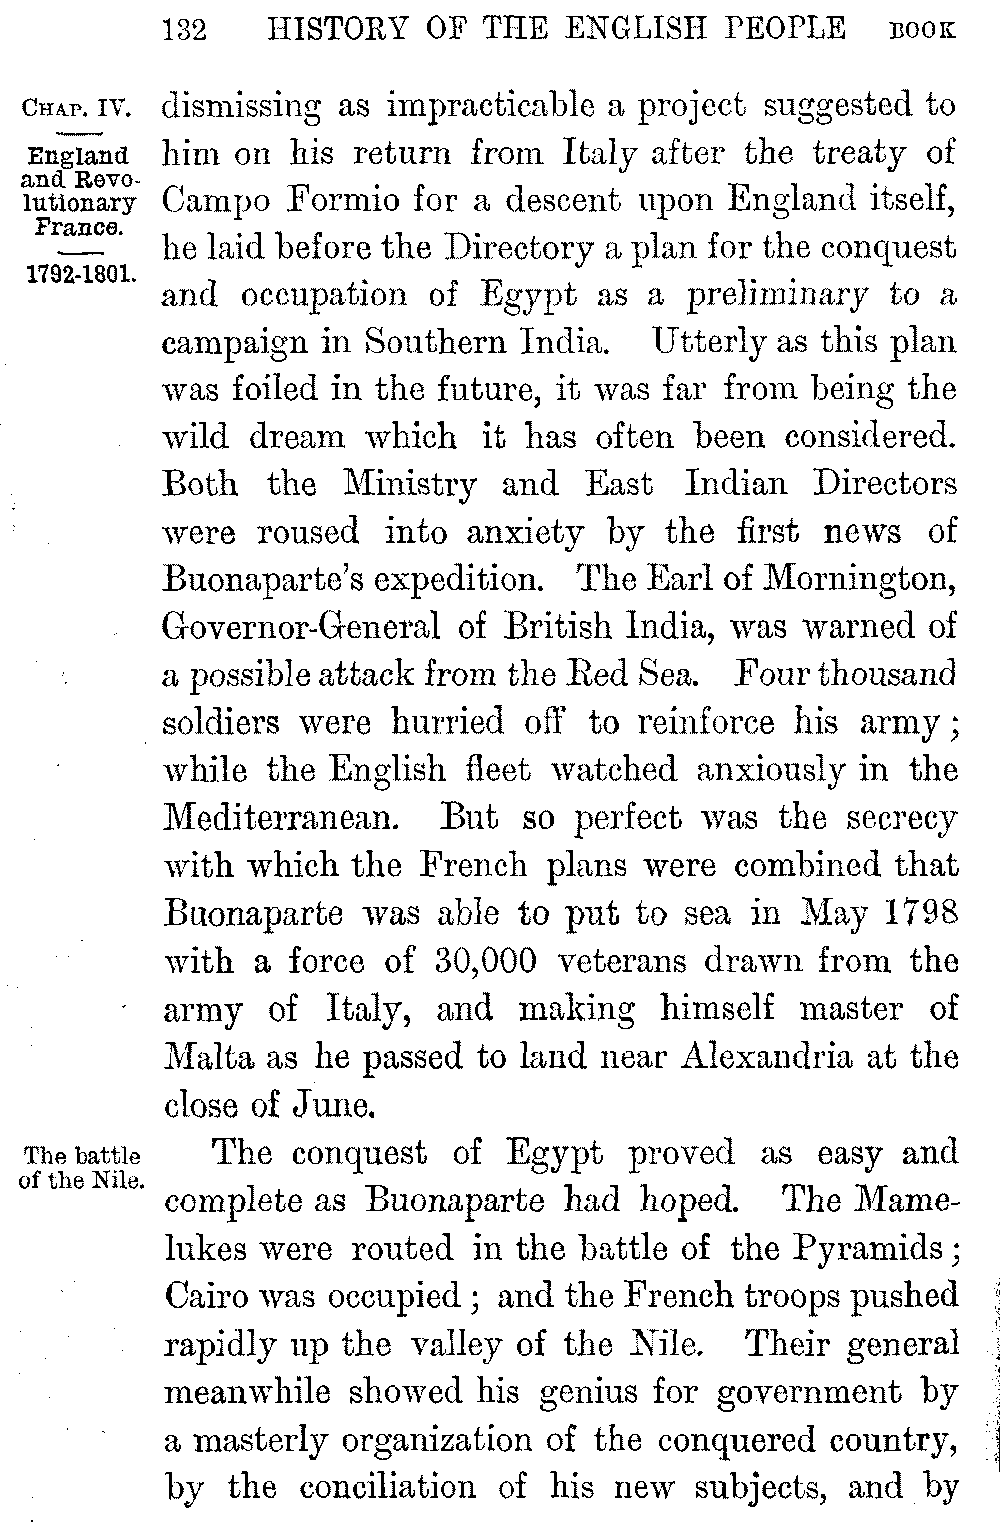 132 HISTORY OF THE ENGLISH PEOPLE BOOK
CHAP. IV.
England
and Revo-
lutionary
France.
1792-1801.
dismissing as impracticable a project suggested to
him on his return from Italy after the treaty of
Campo Formio for a descent upon England itself,
he laid before the Directory a plan for the conquest
and occupation of Egypt as a preliminary to a
campaign in Southern India. Utterly as this plan
was foiled in the future, it was far from being the
wild dream which it has often been considered.
Both the Ministry and East Indian Directors
were roused into anxiety by the first news of
Buonaparte's expedition. The Earl of Mornington,
Governor-General of British India, was warned of
a possible attack from the Red Sea. Four thousand
soldiers were hurried off to reinforce his army;
while the English fleet watched anxiously in the
Mediterranean. But so perfect was the secrecy
with which the French plans were combined that
Buonaparte was able to put to sea in May 1798
with a force of 30,000 veterans drawn from the
army of Italy, and making himself master of
Malta as he passed to land near Alexandria at the
close of June.
The battle
of the Nile.
The conquest of Egypt proved as easy and
complete as Buonaparte had hoped. The Mame-
lukes were routed in the battle of the Pyramids;
Cairo was occupied; and the French troops pushed
rapidly up the valley of the Nile. Their general
meanwhile showed his genius for government by
a masterly organization of the conquered country,
by the conciliation of his new subjects, and by